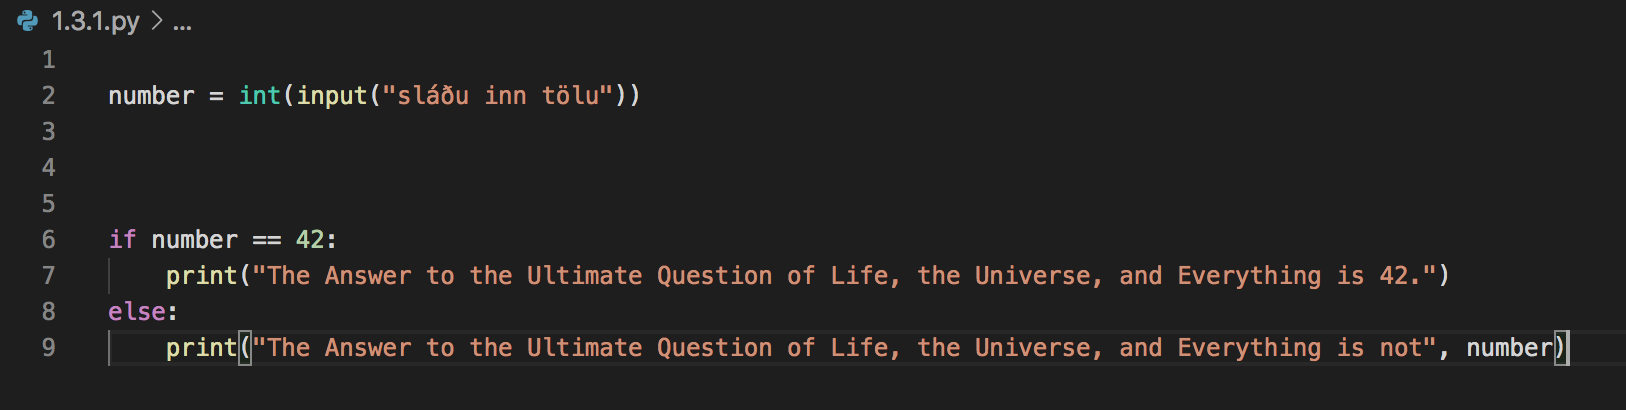 1.3.1.py > ...
1
2 number = int(input("sláðu inn tölu"))
3
4
5
6 if number == 42:
7 print("The Answer to the Ultimate Question of Life, the Universe, and Everything is 42.")
8 else:
9 print("The Answer to the Ultimate Question of Life, the Universe, and Everything is not", number)